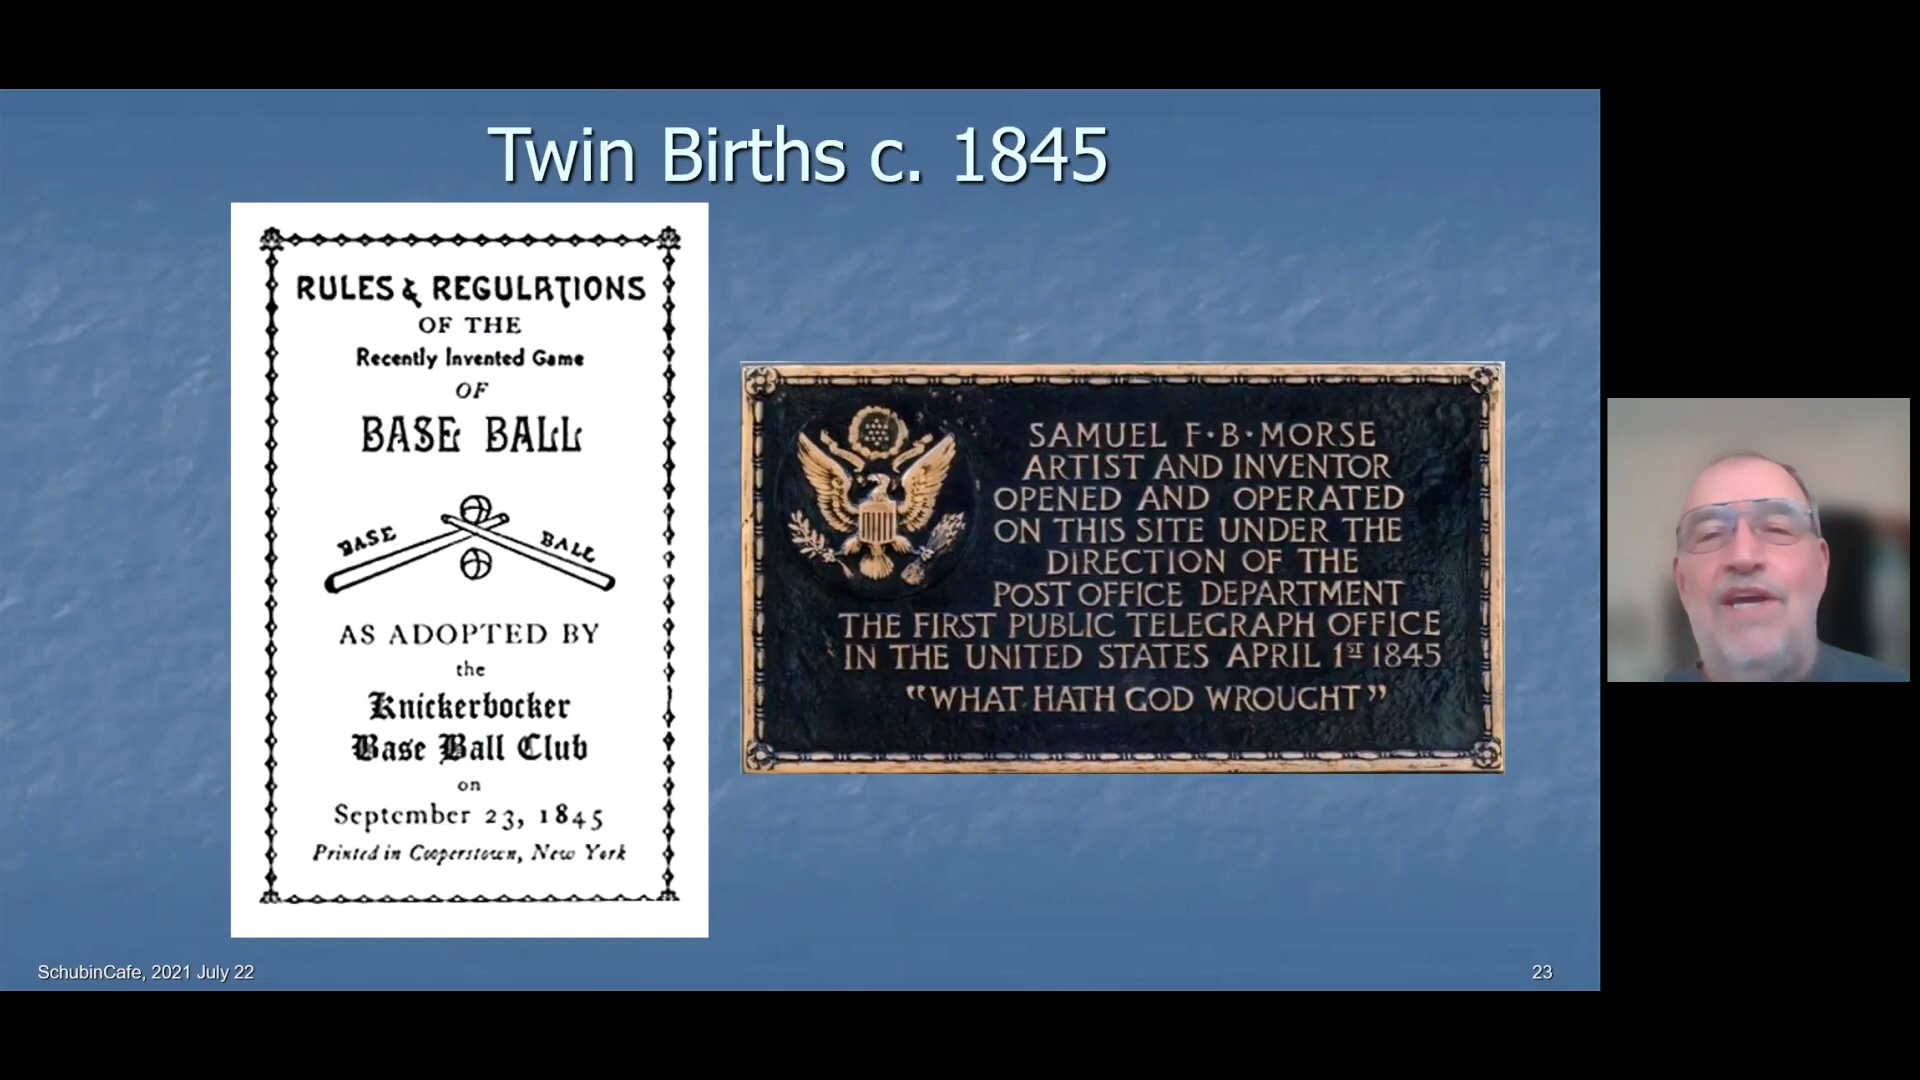 Twin Births c. 1845
RULES & REGULATIONS
OF THE
Recently Invented Game
OF
BASE BALL
BASE BALL
AS ADOPTED BY
the
Knickerbocker
Base Ball Club
on
September 23, 1845
Printed in Cooperstown, New York
SAMUEL F·B·MORSE
ARTIST AND INVENTOR
OPENED AND OPERATED
ON THIS SITE UNDER THE
DIRECTION OF THE
POST OFFICE DEPARTMENT
THE FIRST PUBLIC TELEGRAPH OFFICE
IN THE UNITED STATES APRIL 1ST 1845
"WHAT HATH GOD WROUGHT"
SchubinCafe, 2021 July 22
23